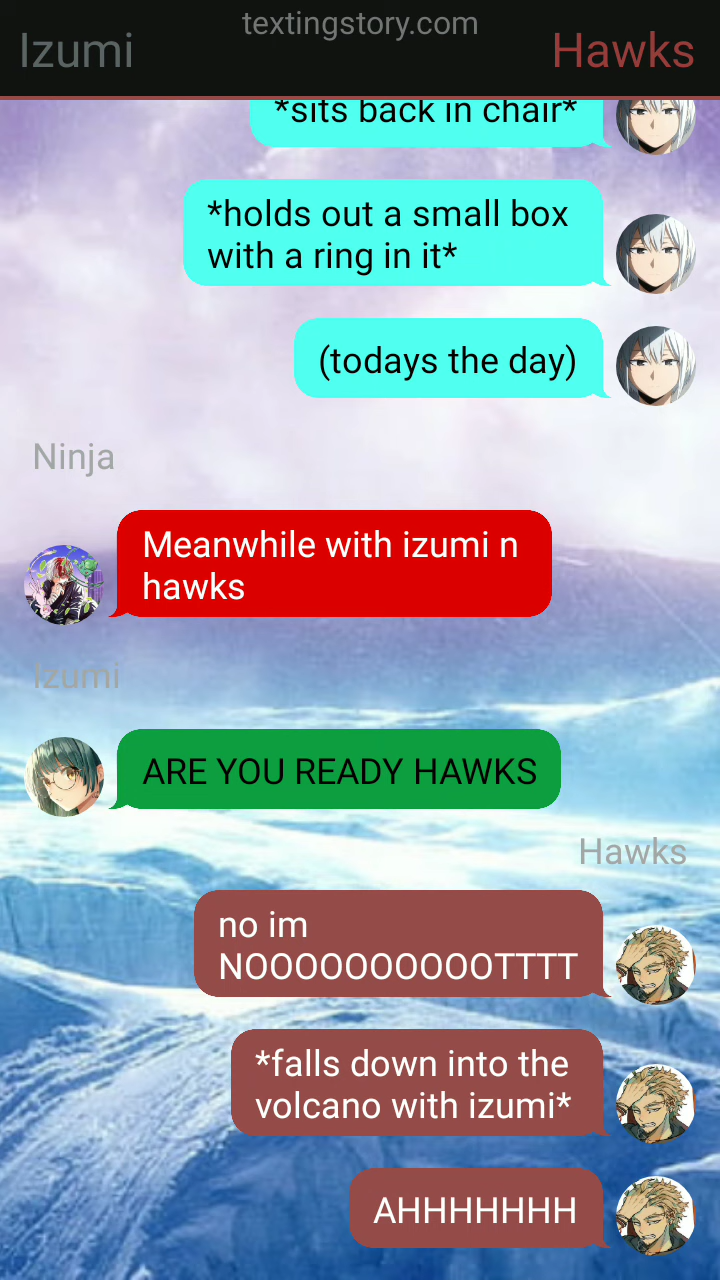 textingstory.com
Izumi
Hawks
*sits back in chair*
*holds out a small box
with a ring in it*
(todays the day)
Ninja
Meanwhile with izumi n
hawks
Izumi
ARE YOU READY HAWKS
Hawks
no im
NOOOOOOOOOOTTTT
*falls down into the
volcano with izumi*
AHHHHHHH